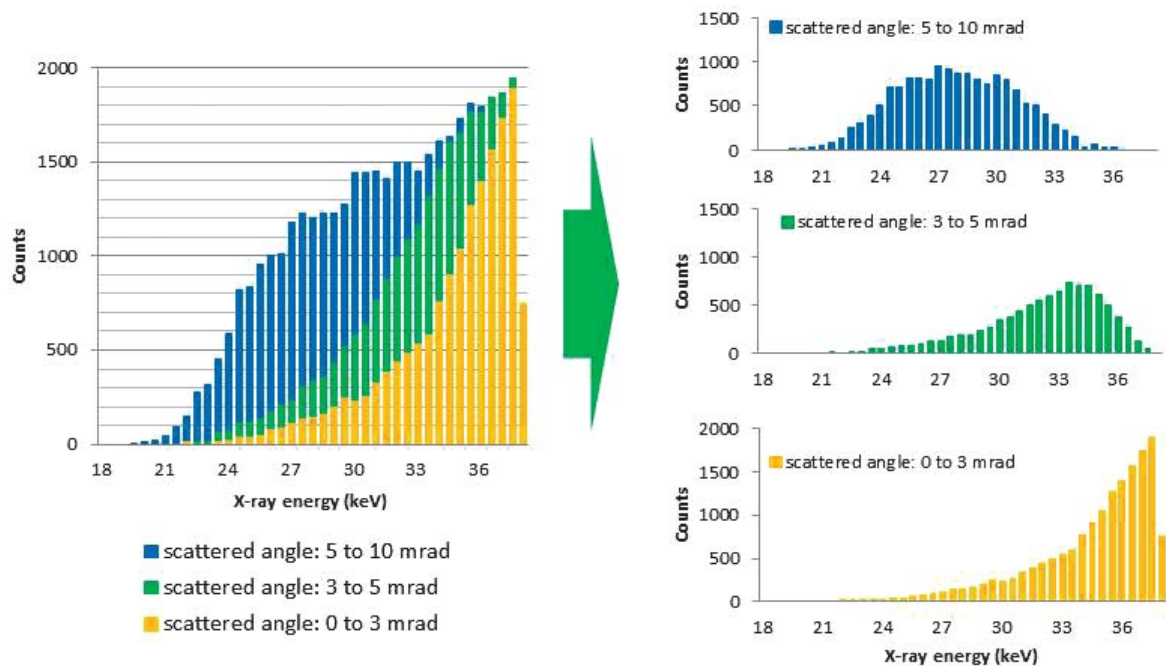 2000
1500
1000
500
0
Counts
18 21 24 27 30 33 36
X-ray energy (keV)
scattered angle: 5 to 10 mrad
scattered angle: 3 to 5 mrad
scattered angle: 0 to 3 mrad
1500
1000
500
0
Counts
scattered angle: 5 to 10 mrad
18 21 24 27 30 33 36
1500
1000
500
0
Counts
scattered angle: 3 to 5 mrad
18 21 24 27 30 33 36
2000
1500
1000
500
0
Counts
scattered angle: 0 to 3 mrad
18 21 24 27 30 33 36
X-ray energy (keV)